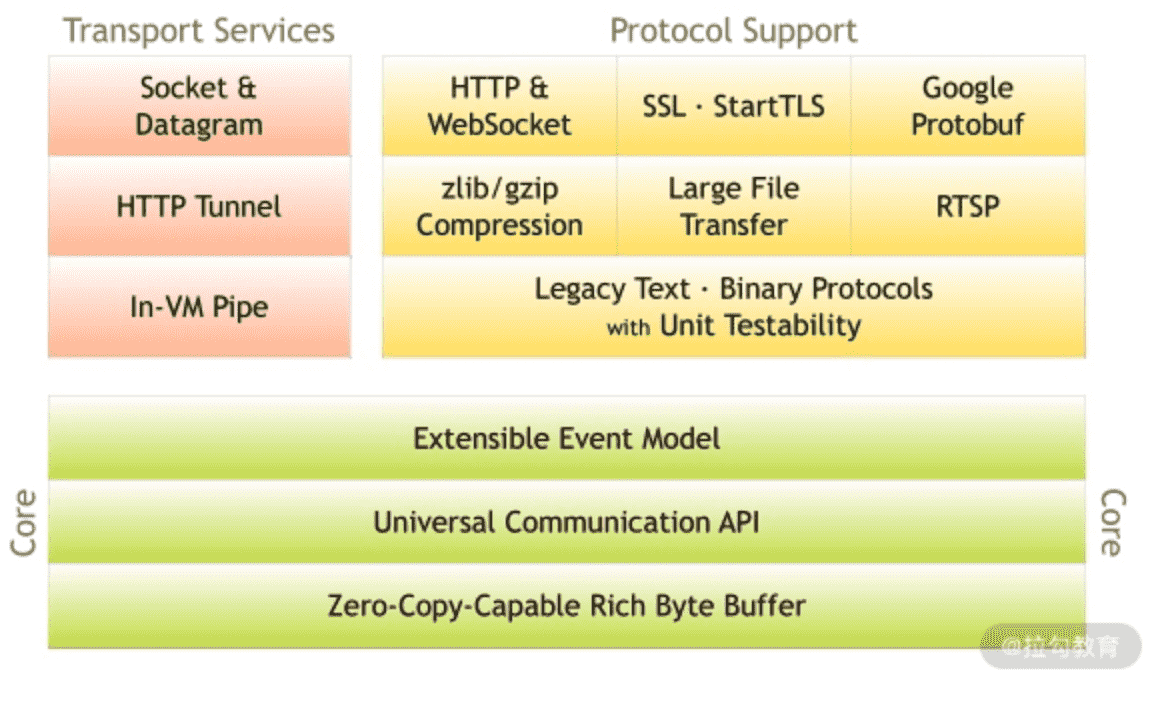 Transport Services
Protocol Support
Socket &
Datagram
HTTP &
WebSocket
SSL · StartTLS
Google
Protobuf
HTTP Tunnel
zlib/gzip
Compression
Large File
Transfer
RTSP
In-VM Pipe
Legacy Text · Binary Protocols
with Unit Testability
Core
Extensible Event Model
Universal Communication API
Zero-Copy-Capable Rich Byte Buffer
Core
@拉勾教育